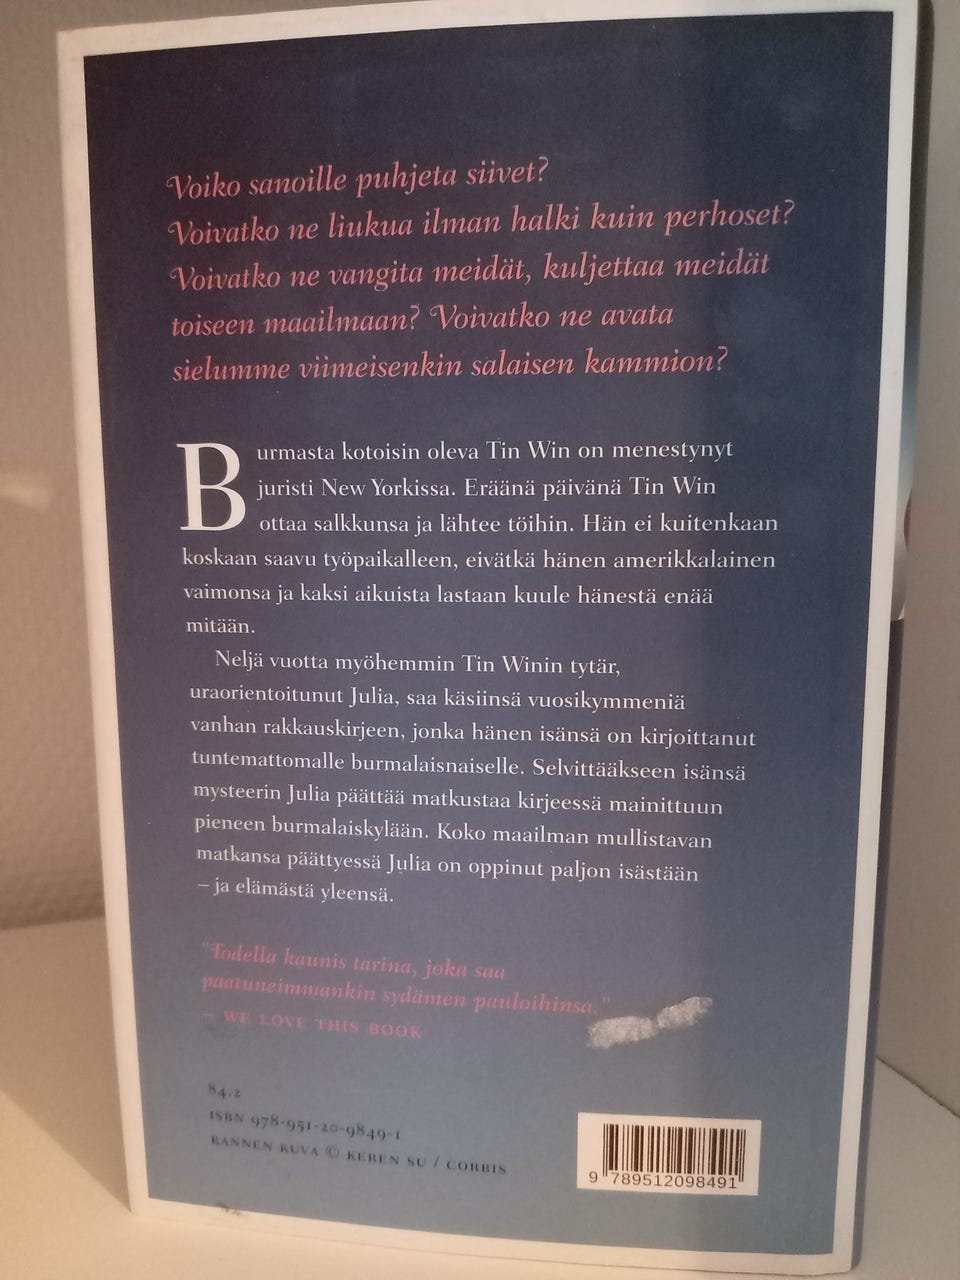 Voiko sanoille puhjeta siivet?
Voivatko ne liukua ilman halki kuin perhoset?
Voivatko ne vangita meidät, kuljettaa meidät
toiseen maailmaan? Voivatko ne avata
sielumme viimeisenkin salaisen kammion?
Burmasta kotoisin oleva Tin Win on menestynyt
juristi New Yorkissa. Eräänä päivänä Tin Win
ottaa salkkunsa ja lähtee töihin. Hän ei kuitenkaan
koskaan saavu työpaikalleen, eivätkä hänen amerikkalainen
vaimonsa ja kaksi aikuista lastaan kuule hänestä enää
mitään.
Neljä vuotta myöhemmin Tin Winin tytär,
uraorientoitunut Julia, saa käsiinsä vuosikymmeniä
vanhan rakkauskirjeen, jonka hänen isänsä on kirjoittanut
tuntemattomalle burmalaisnaiselle. Selvittääkseen isänsä
mysteerin Julia päättää matkustaa kirjeessä mainittuun
pieneen burmalaiskylään. Koko maailman mullistavan
matkansa päättyessä Julia on oppinut paljon isästään
– ja elämästä yleensä.
"Todella kaunis tarina, joka saa
paatuneimmankin sydämen pauloihinsa."
– WE LOVE THIS BOOK
84.2
ISBN 978-951-20-9849-1
KANNEN KUVA © KEREN SU / CORBIS
9 789512 098491